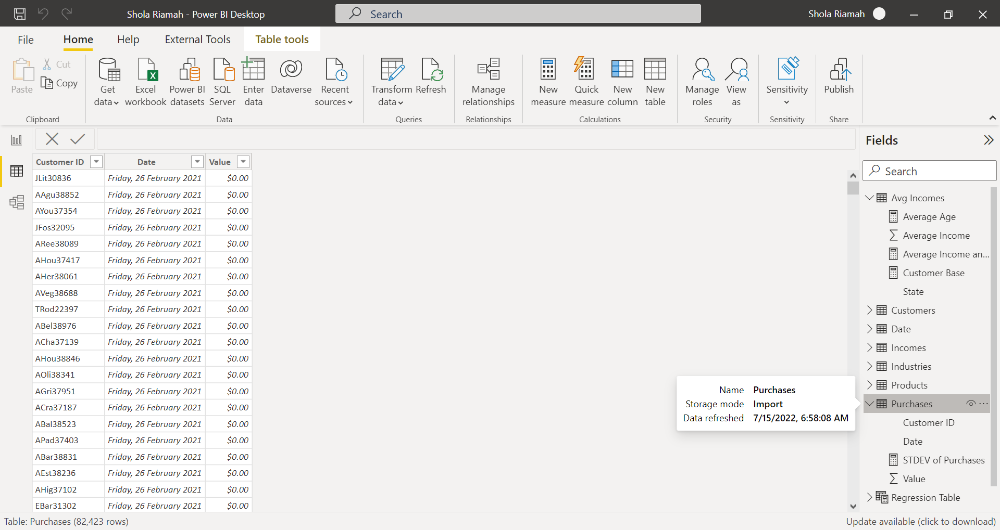 Shola Riamah - Power BI Desktop
Search
Shola Riamah
File Home Help External Tools Table tools
Paste
Cut
Copy
Clipboard
Get data
Excel workbook
Power BI datasets
SQL Server
Enter data
Dataverse
Recent sources
Data
Transform data
Refresh
Queries
Manage relationships
Relationships
New measure
Quick measure
New column
New table
Calculations
Manage roles
View as
Security
Sensitivity
Sensitivity
Publish
Share
Customer ID Date Value
JLit30836 Friday, 26 February 2021 $0.00
AAgu38852 Friday, 26 February 2021 $0.00
AYou37354 Friday, 26 February 2021 $0.00
JFos32095 Friday, 26 February 2021 $0.00
ARee38089 Friday, 26 February 2021 $0.00
AHou37417 Friday, 26 February 2021 $0.00
AHer38061 Friday, 26 February 2021 $0.00
AVeg38688 Friday, 26 February 2021 $0.00
TRod22397 Friday, 26 February 2021 $0.00
ABel38976 Friday, 26 February 2021 $0.00
ACha37139 Friday, 26 February 2021 $0.00
AHou38846 Friday, 26 February 2021 $0.00
AOli38341 Friday, 26 February 2021 $0.00
AGri37951 Friday, 26 February 2021 $0.00
ACra37187 Friday, 26 February 2021 $0.00
ABal38523 Friday, 26 February 2021 $0.00
APad37403 Friday, 26 February 2021 $0.00
ABar38831 Friday, 26 February 2021 $0.00
AEst38236 Friday, 26 February 2021 $0.00
AHig37102 Friday, 26 February 2021 $0.00
EBar31302 Friday, 26 February 2021 $0.00
Name Purchases
Storage mode Import
Data refreshed 7/15/2022, 6:58:08 AM
Fields
Search
Avg Incomes
Average Age
Average Income
Average Income an...
Customer Base
State
Customers
Date
Incomes
Industries
Products
Purchases
Customer ID
Date
STDEV of Purchases
Value
Regression Table
Table: Purchases (82,423 rows)
Update available (click to download)